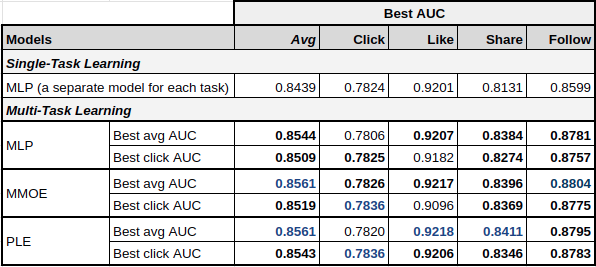 Best AUC
Models Avg Click Like Share Follow
Single-Task Learning
MLP (a separate model for each task) 0.8439 0.7824 0.9201 0.8131 0.8599
Multi-Task Learning
MLP Best avg AUC 0.8544 0.7806 0.9207 0.8384 0.8781
Best click AUC 0.8509 0.7825 0.9182 0.8274 0.8757
MMOE Best avg AUC 0.8561 0.7826 0.9217 0.8396 0.8804
Best click AUC 0.8519 0.7836 0.9096 0.8369 0.8775
PLE Best avg AUC 0.8561 0.7820 0.9218 0.8411 0.8795
Best click AUC 0.8543 0.7836 0.9206 0.8346 0.8783